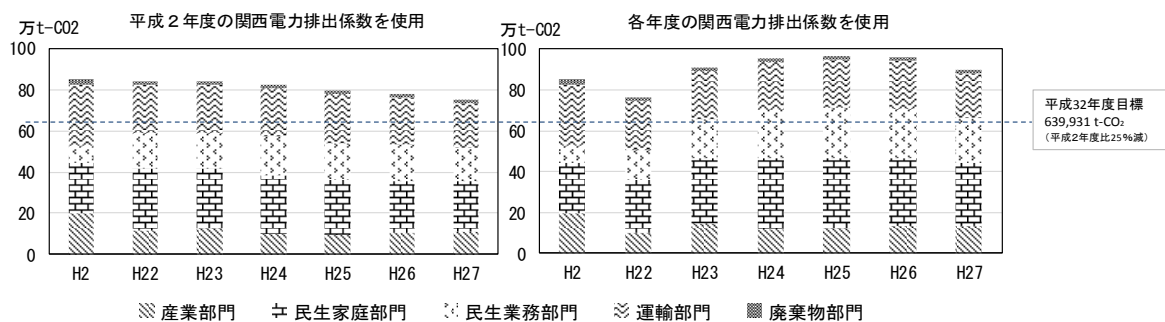 平成２年度の関西電力排出係数を使用
万t-CO2
100
80
60
40
20
0
H2 H22 H23 H24 H25 H26 H27
各年度の関西電力排出係数を使用
万t-CO2
100
80
60
40
20
0
H2 H22 H23 H24 H25 H26 H27
平成32年度目標
639,931 t-CO₂
（平成２年度比25％減）
産業部門 民生家庭部門 民生業務部門 運輸部門 廃棄物部門